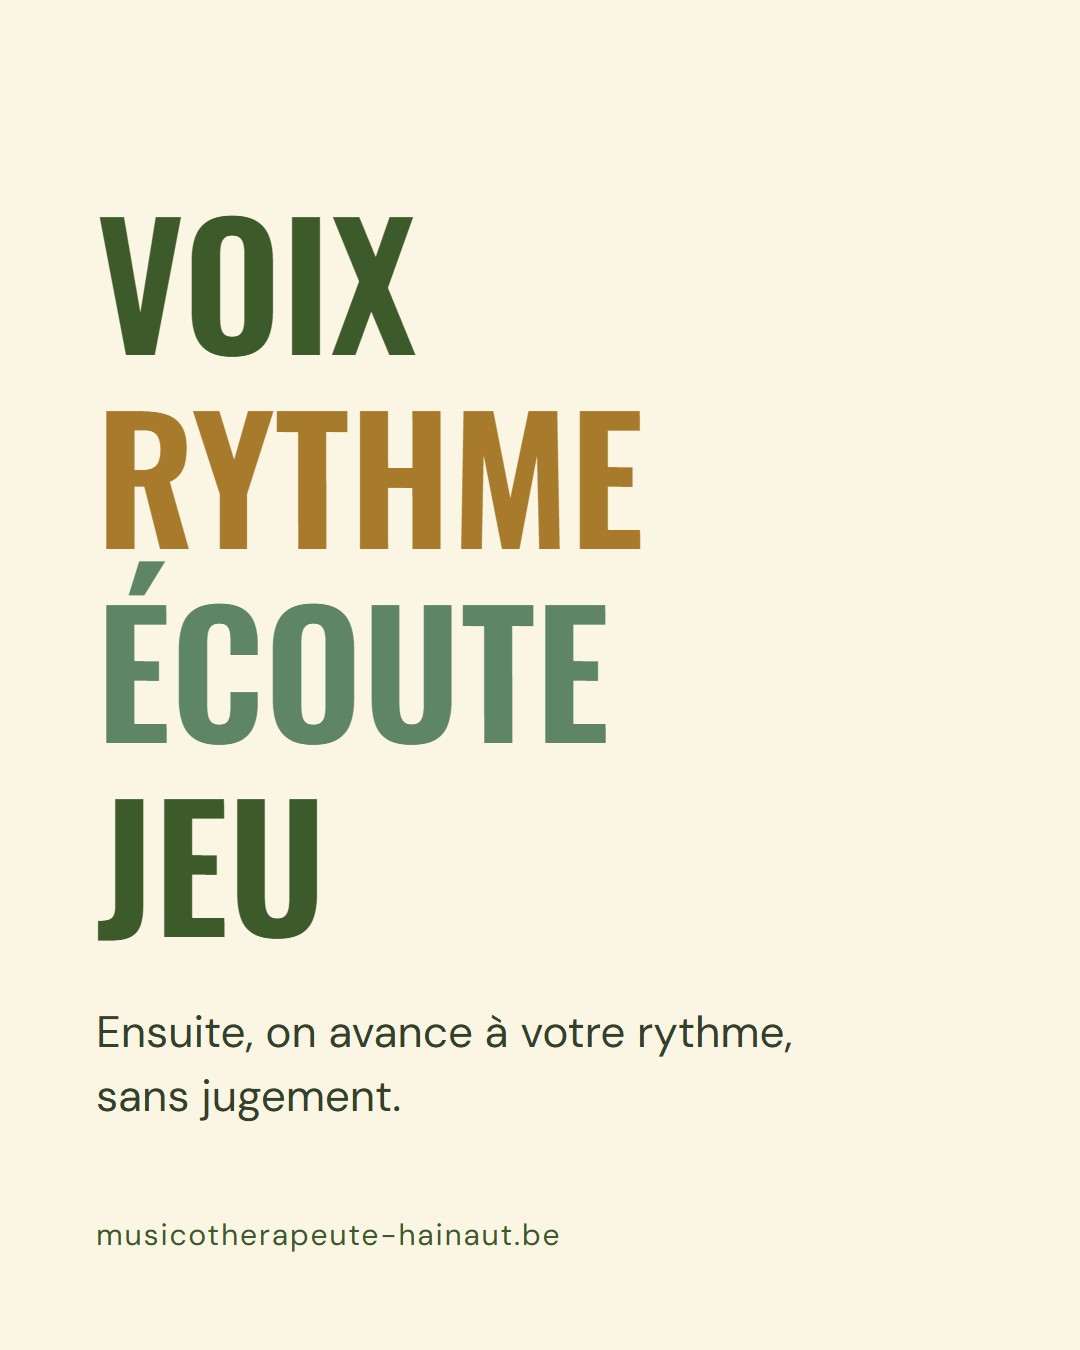 VOIX
RYTHME
ÉCOUTE
JEU
Ensuite, on avance à votre rythme,
sans jugement.
musicotherapeute-hainaut.be